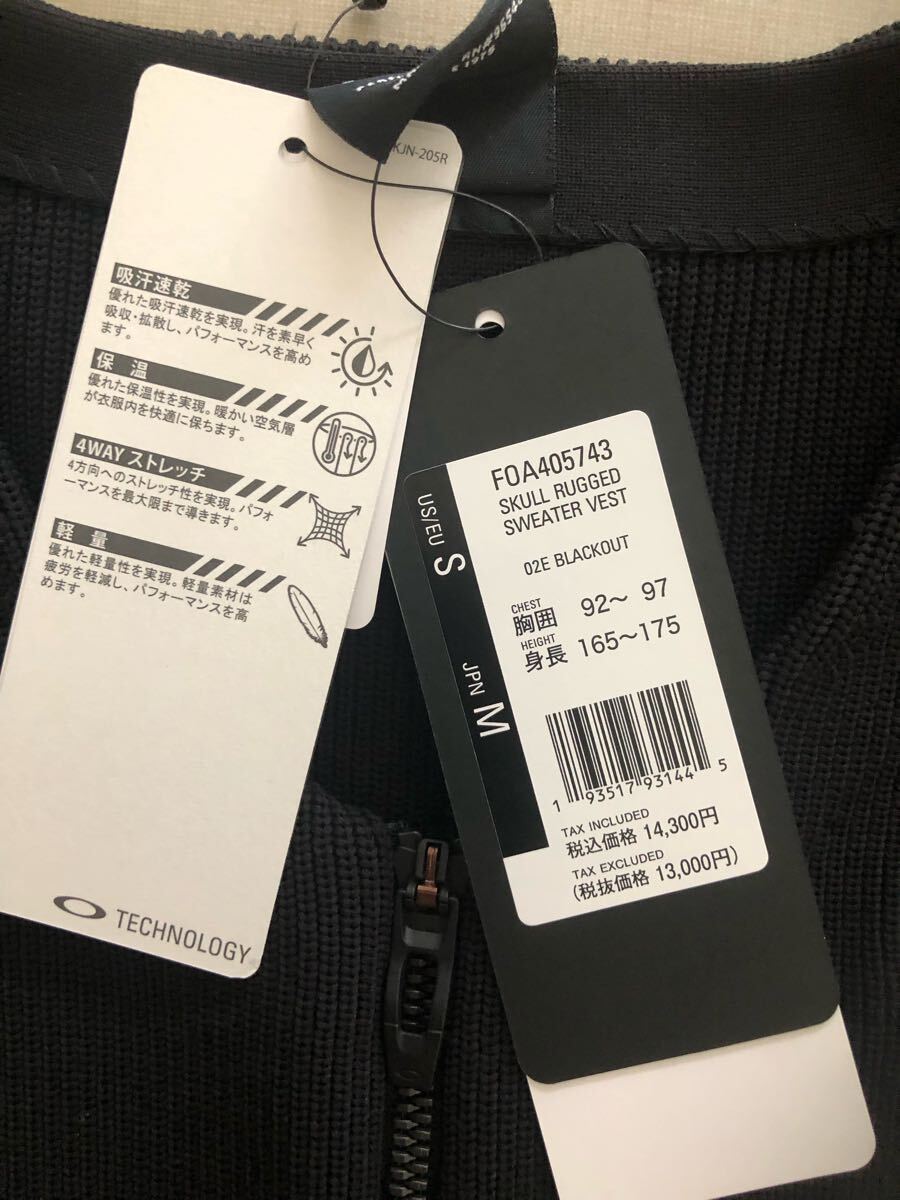 KJN-205R
吸汗速乾
優れた吸汗速乾を実現。汗を素早く
吸収・拡散し、パフォーマンスを高め
ます。
保 温
優れた保温性を実現。暖かい空気層
が衣服内を快適に保ちます。
4WAY ストレッチ
4方向へのストレッチ性を実現。パフォ
ーマンスを最大限まで導きます。
軽 量
優れた軽量性を実現。軽量素材は
疲労を軽減し、パフォーマンスを高
めます。
TECHNOLOGY
US/EU S
JPN M
FOA405743
SKULL RUGGED
SWEATER VEST
02E BLACKOUT
CHEST
胸囲 92～ 97
HEIGHT
身長 165～175
1 93517 93144 5
TAX INCLUDED
税込価格 14,300円
TAX EXCLUDED
(税抜価格 13,000円)